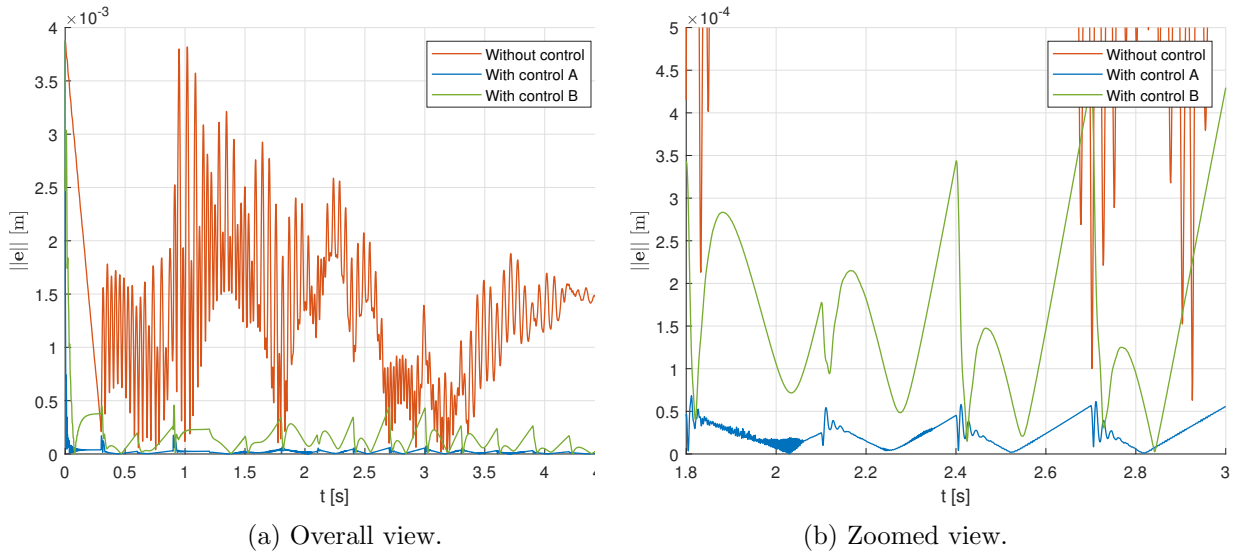 ×10⁻³
4
3.5
3
2.5
2
1.5
1
0.5
0
||e|| [m]
0 0.5 1 1.5 2 2.5 3 3.5 4 4
t [s]
Without control
With control A
With control B
(a) Overall view.
×10⁻⁴
5
4.5
4
3.5
3
2.5
2
1.5
1
0.5
0
||e|| [m]
1.8 2 2.2 2.4 2.6 2.8 3
t [s]
Without control
With control A
With control B
(b) Zoomed view.